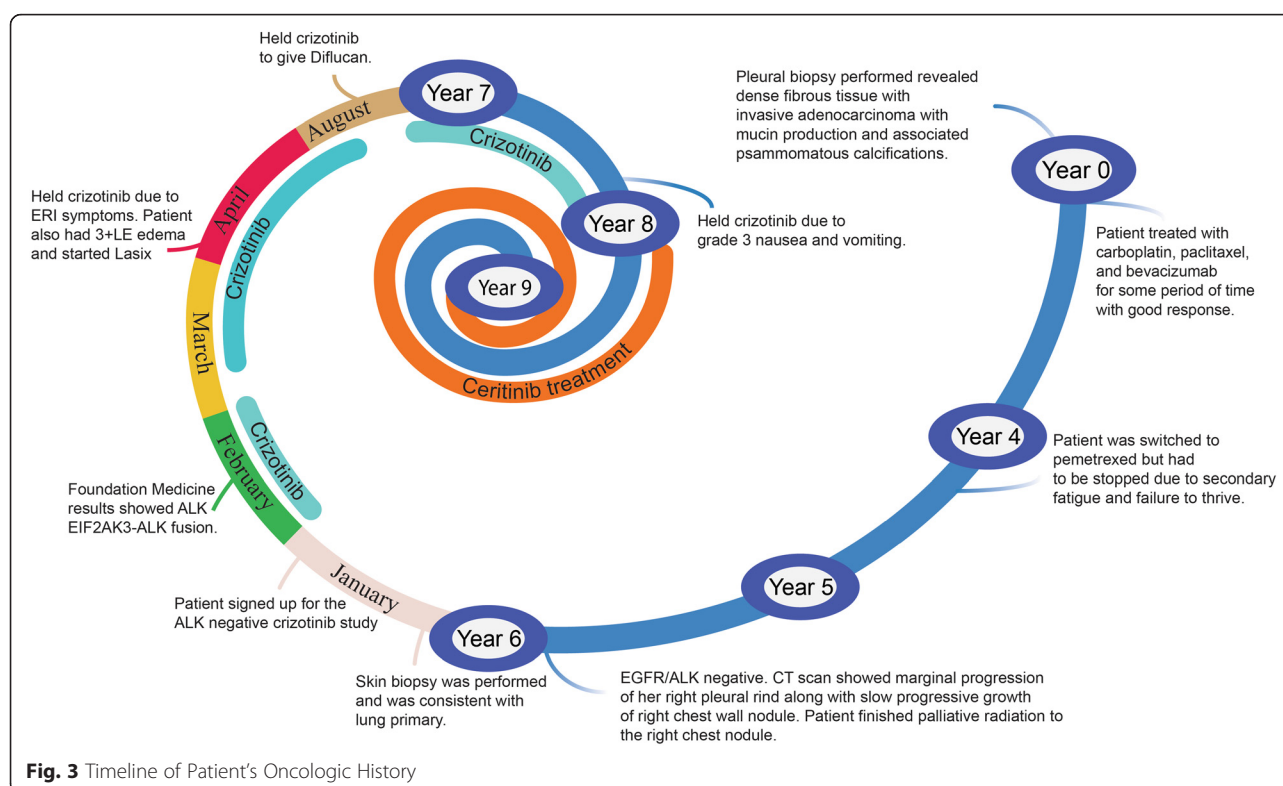 Year 0
Pleural biopsy performed revealed
dense fibrous tissue with
invasive adenocarcinoma with
mucin production and associated
psammomatous calcifications.
Patient treated with
carboplatin, paclitaxel,
and bevacizumab
for some period of time
with good response.
Year 4
Patient was switched to
pemetrexed but had
to be stopped due to secondary
fatigue and failure to thrive.
Year 5
Year 6
EGFR/ALK negative. CT scan showed marginal progression
of her right pleural rind along with slow progressive growth
of right chest wall nodule. Patient finished palliative radiation to
the right chest nodule.
Skin biopsy was performed
and was consistent with
lung primary.
January
Patient signed up for the
ALK negative crizotinib study
February
Crizotinib
Foundation Medicine
results showed ALK
EIF2AK3-ALK fusion.
March
Crizotinib
April
Held crizotinib due to
ERI symptoms. Patient
also had 3+LE edema
and started Lasix
August
Held crizotinib
to give Diflucan.
Year 7
Crizotinib
Held crizotinib due to
grade 3 nausea and vomiting.
Year 8
Ceritinib treatment
Year 9
Fig. 3 Timeline of Patient's Oncologic History